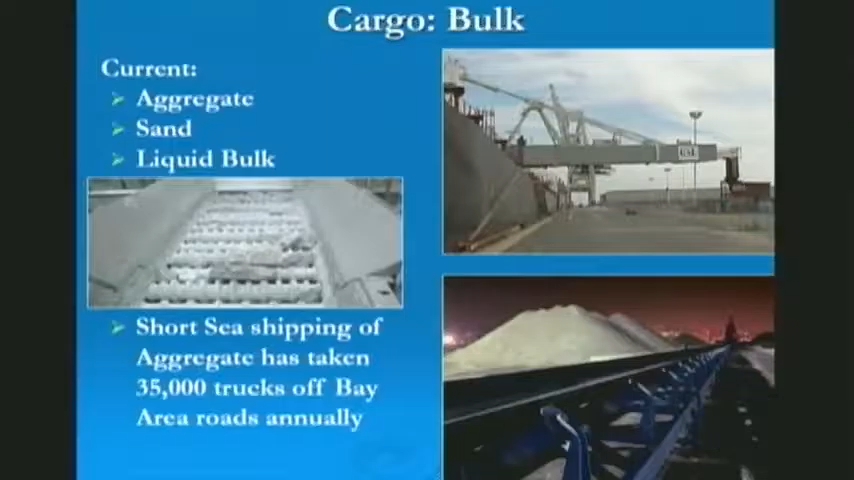 Cargo: Bulk
Current:
Aggregate
Sand
Liquid Bulk
Short Sea shipping of
Aggregate has taken
35,000 trucks off Bay
Area roads annually